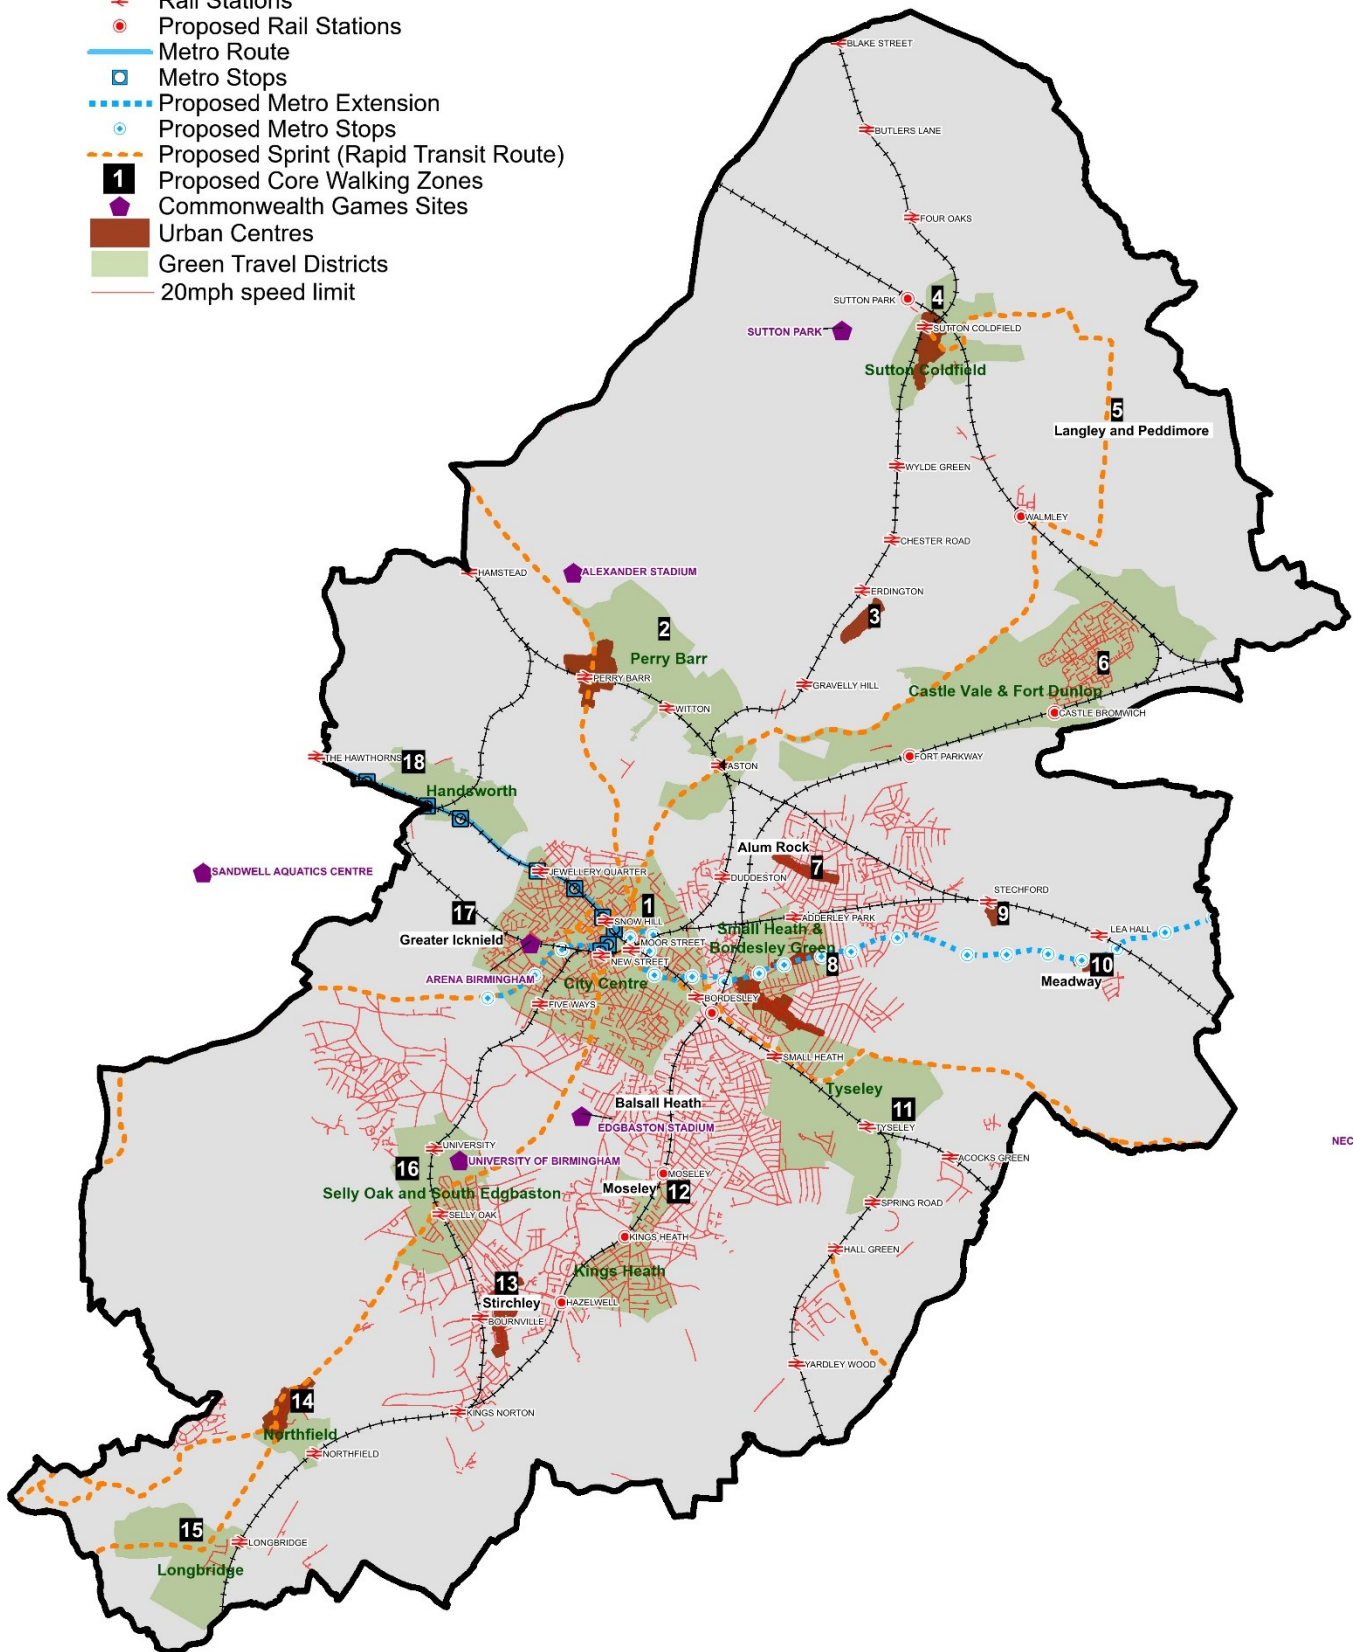 Rail Stations
Proposed Rail Stations
Metro Route
Metro Stops
Proposed Metro Extension
Proposed Metro Stops
Proposed Sprint (Rapid Transit Route)
1 Proposed Core Walking Zones
Commonwealth Games Sites
Urban Centres
Green Travel Districts
20mph speed limit
BLAKE STREET
BUTLERS LANE
FOUR OAKS
SUTTON PARK
4
SUTTON COLDFIELD
SUTTON PARK
Sutton Coldfield
5
Langley and Peddimore
WYLDE GREEN
WALMLEY
CHESTER ROAD
HAMSTEAD
ALEXANDER STADIUM
ERDINGTON
3
2
Perry Barr
6
PERRY BARR
GRAVELLY HILL
Castle Vale & Fort Dunlop
WITTON
CASTLE BROMWICH
THE HAWTHORNS
18
ASTON
FORT PARKWAY
Handsworth
Alum Rock
7
SANDWELL AQUATICS CENTRE
JEWELLERY QUARTER
DUDDESTON
STECHFORD
1
17
9
SNOW HILL
ADDERLEY PARK
Small Heath &
Bordesley Green
LEA HALL
Greater Icknield
MOOR STREET
NEW STREET
8
10
Meadway
ARENA BIRMINGHAM
City Centre
FIVE WAYS
BORDESLEY
SMALL HEATH
Tyseley
Balsall Heath
11
EDGBASTON STADIUM
TYSELEY
NEC
UNIVERSITY
ACOCKS GREEN
16
UNIVERSITY OF BIRMINGHAM
MOSELEY
Moseley
12
Selly Oak and South Edgbaston
SPRING ROAD
SELLY OAK
KINGS HEATH
HALL GREEN
Kings Heath
13
Stirchley
HAZELWELL
BOURNVILLE
YARDLEY WOOD
14
KINGS NORTON
Northfield
NORTHFIELD
15
LONGBRIDGE
Longbridge